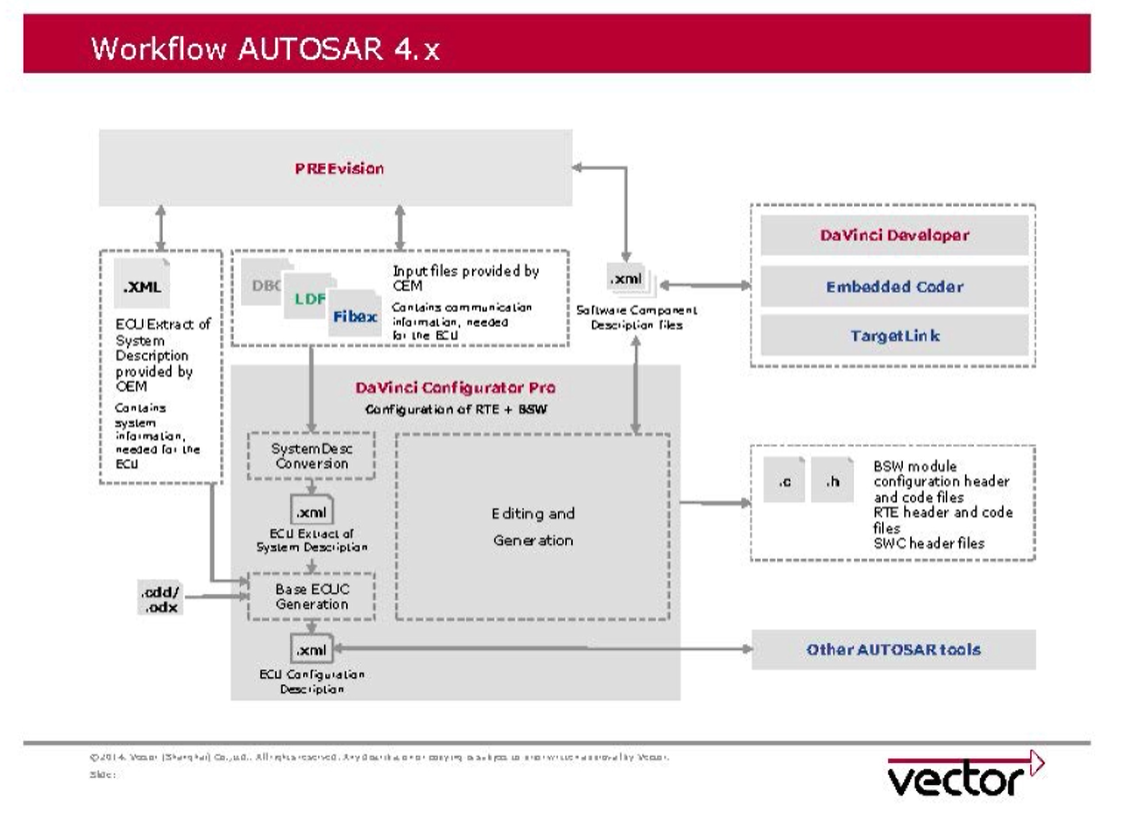 Workflow AUTOSAR 4.x
PREEvision
.XML
ECU Extract of
System
Description
provided by
OEM
Contains
system
information,
needed for the
ECU
DBC
LDF
Fibex
Input files provided by
OEM
Contains communication
information, needed
for the ECU
.xml
Software Component
Description files
DaVinci Developer
Embedded Coder
TargetLink
DaVinci Configurator Pro
Configuration of RTE + BSW
SystemDesc
Conversion
.xml
ECU Extract of
System Description
Base ECUC
Generation
.xml
ECU Configuration
Description
Editing and
Generation
.cdd/
.odx
.c
.h
BSW module
configuration header
and code files
RTE header and code
files
SWC header files
Other AUTOSAR tools
©2014. Vector (Shanghai) Co., Ltd.. All rights reserved. Any distribution or copying is subject to prior written approval by Vector.
Slide:
vector